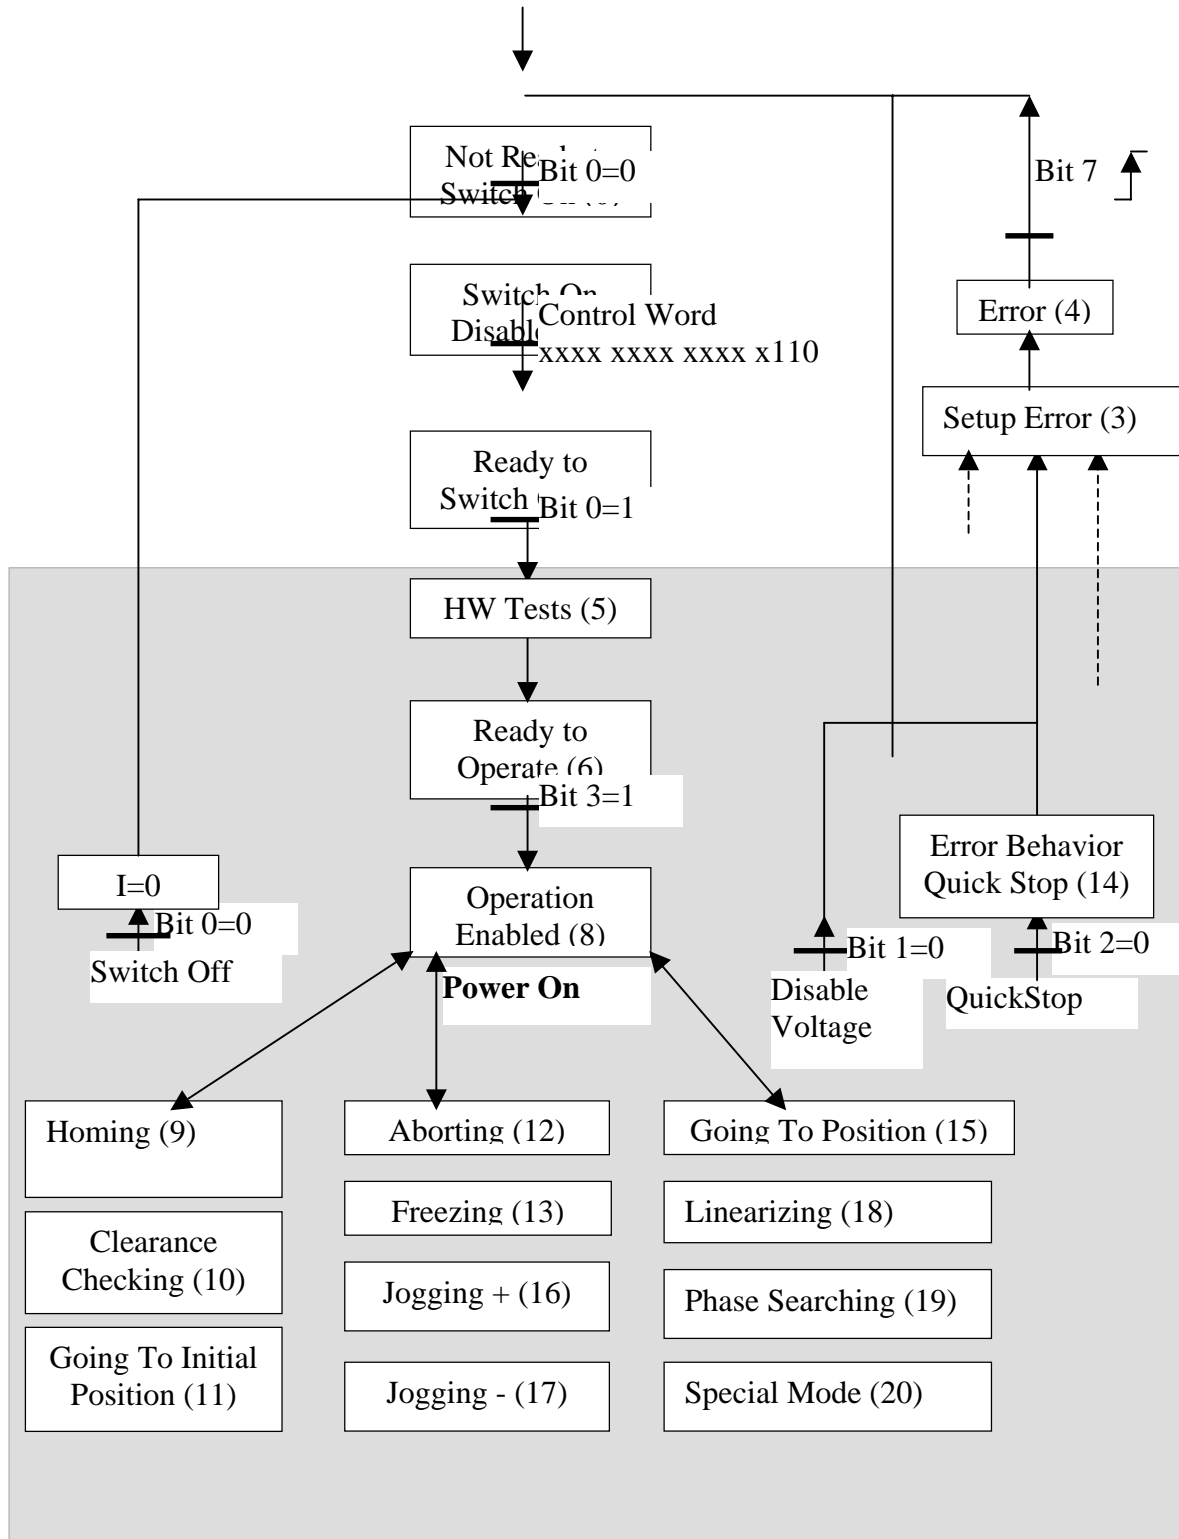 Not
Bit 0=0
Switch
Bit 7
Switch On
Control Word
xxxx xxxx xxxx x110
Error (4)
Setup Error (3)
Ready to
Switch
Bit 0=1
HW Tests (5)
Ready to
Operate (6)
Bit 3=1
Error Behavior
Quick Stop (14)
I=0
Operation
Enabled (8)
Bit 0=0
Switch Off
Bit 1=0
Bit 2=0
Power On
Disable
Voltage
QuickStop
Homing (9)
Aborting (12)
Going To Position (15)
Clearance
Checking (10)
Freezing (13)
Linearizing (18)
Jogging + (16)
Phase Searching (19)
Going To Initial
Position (11)
Jogging - (17)
Special Mode (20)